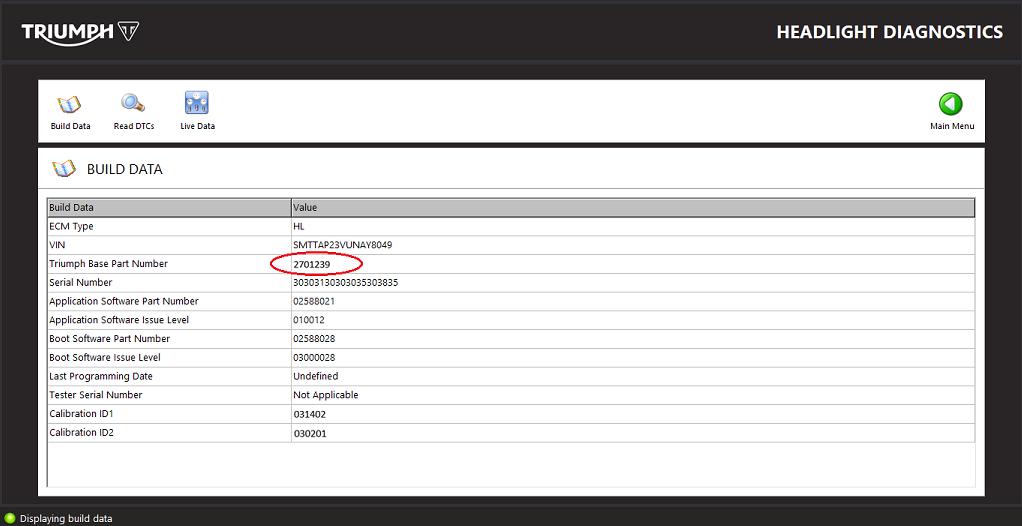 TRIUMPH
HEADLIGHT DIAGNOSTICS
Build Data Read DTCs Live Data Main Menu
BUILD DATA
Build Data Value
ECM Type HL
VIN SMTTAP23VUNAY8049
Triumph Base Part Number 2701239
Serial Number 30303130303035303835
Application Software Part Number 02588021
Application Software Issue Level 010012
Boot Software Part Number 02588028
Boot Software Issue Level 03000028
Last Programming Date Undefined
Tester Serial Number Not Applicable
Calibration ID1 031402
Calibration ID2 030201
Displaying build data